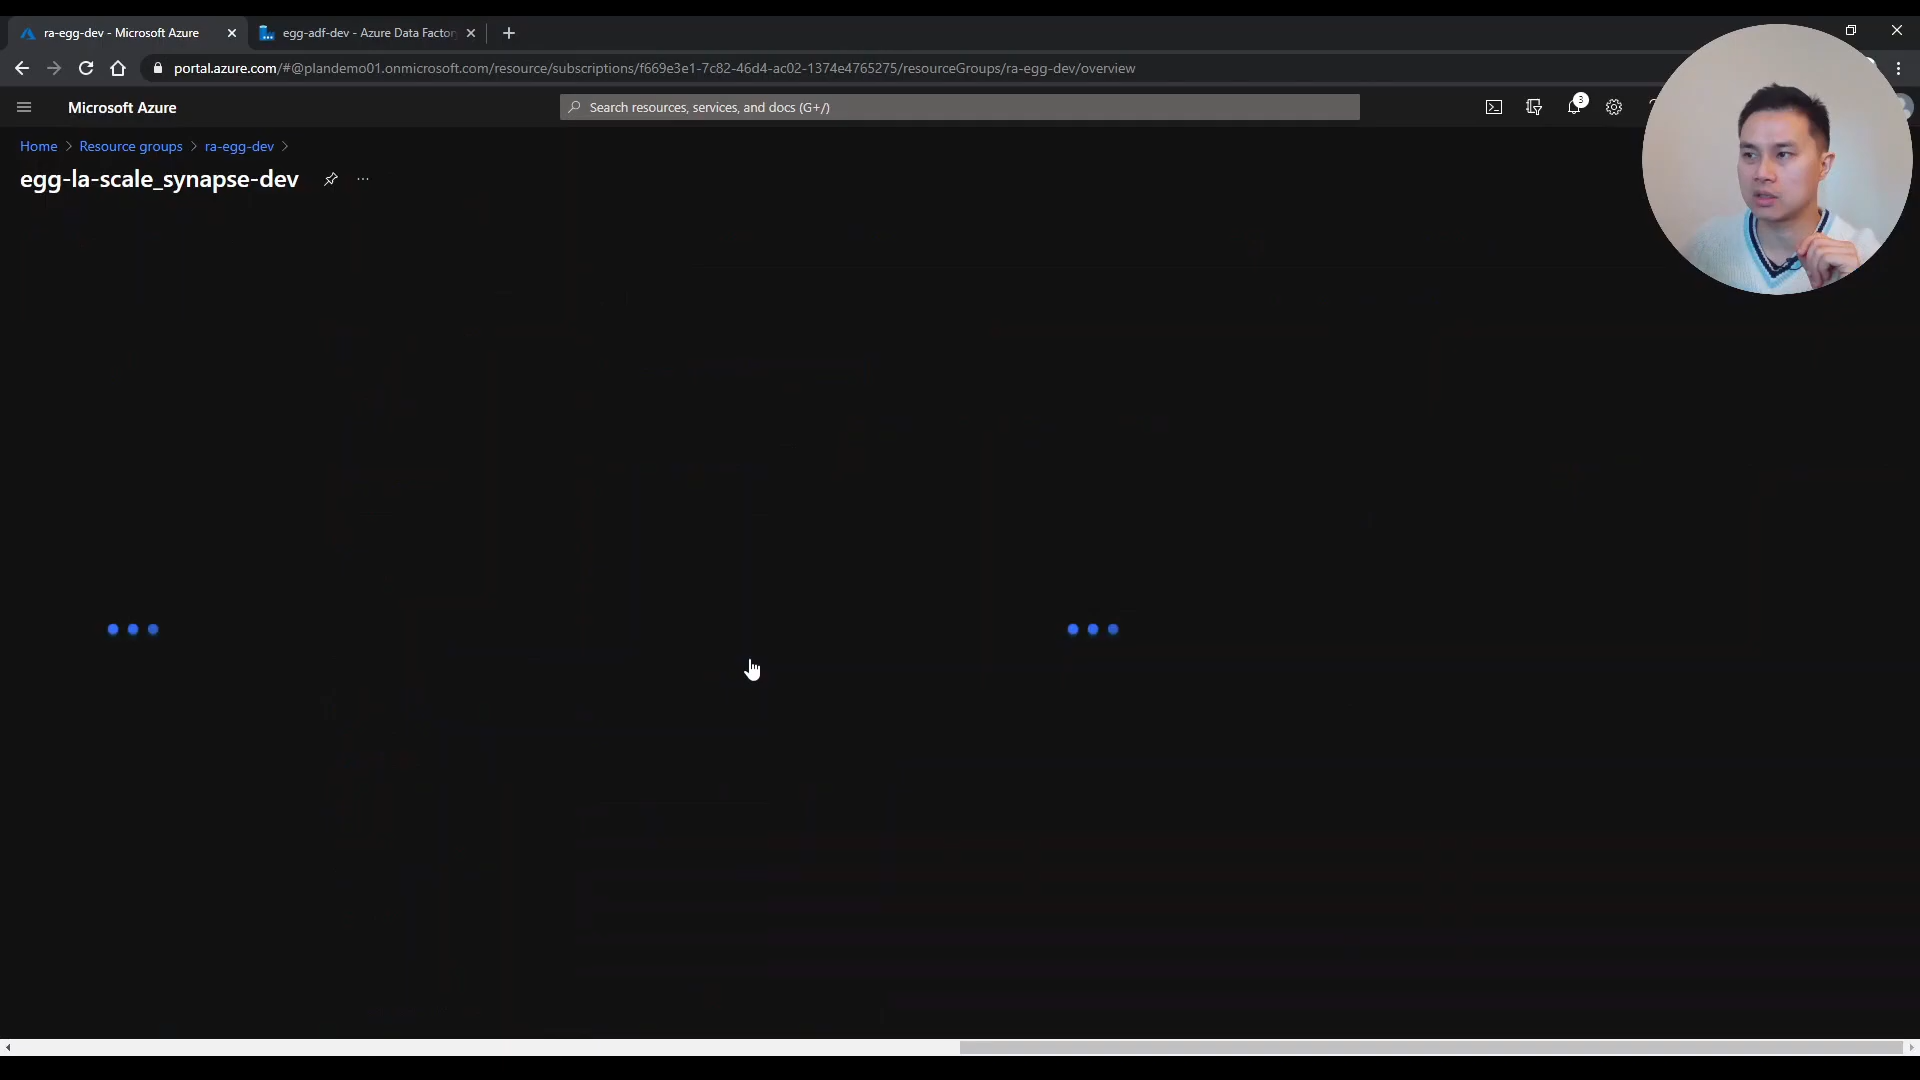 ra-egg-dev - Microsoft Azure
egg-adf-dev - Azure Data Factor
portal.azure.com/#@plandemo01.onmicrosoft.com/resource/subscriptions/f669e3e1-7c82-46d4-ac02-1374e4765275/resourceGroups/ra-egg-dev/overview
Microsoft Azure
Search resources, services, and docs (G+/)
3
Home > Resource groups > ra-egg-dev >
egg-la-scale_synapse-dev